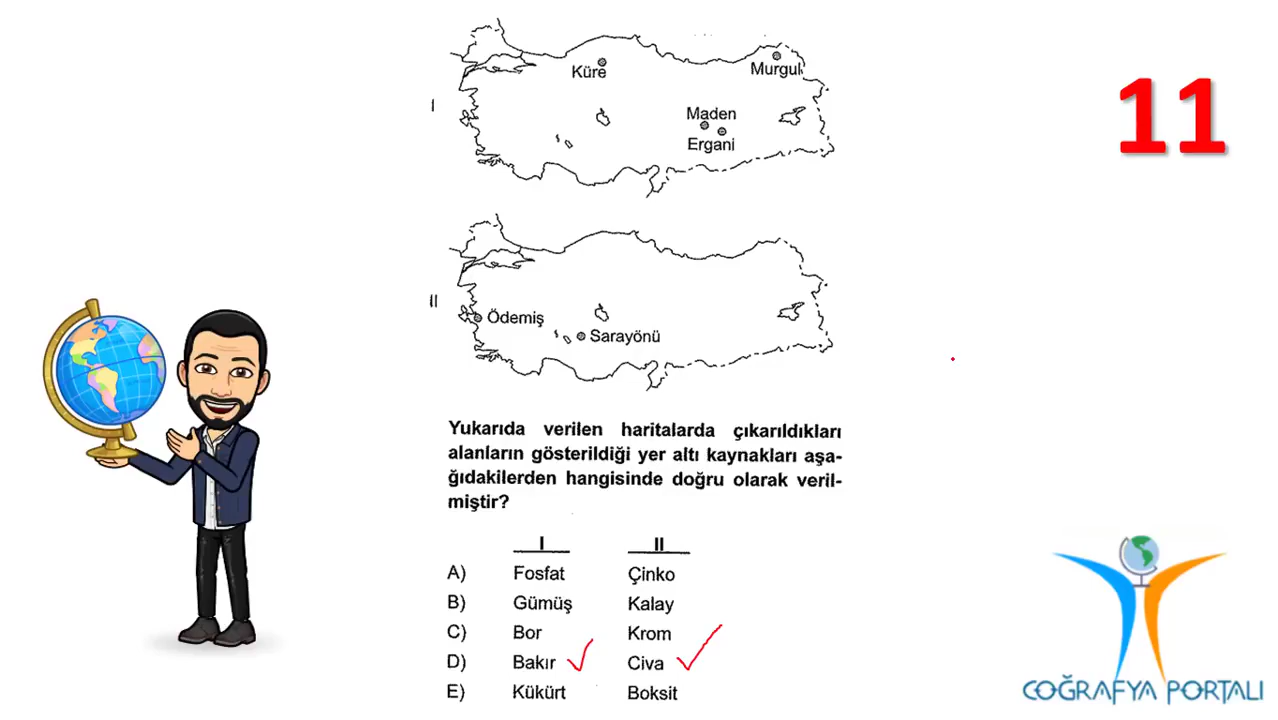 Küre
Murgul
I
Maden
Ergani
11
II
Ödemiş
Sarayönü
Yukarıda verilen haritalarda çıkarıldıkları
alanların gösterildiği yer altı kaynakları aşa-
ğıdakilerden hangisinde doğru olarak veril-
miştir?
I II
A) Fosfat Çinko
B) Gümüş Kalay
C) Bor Krom
D) Bakır Civa
E) Kükürt Boksit
COĞRAFYA PORTALI